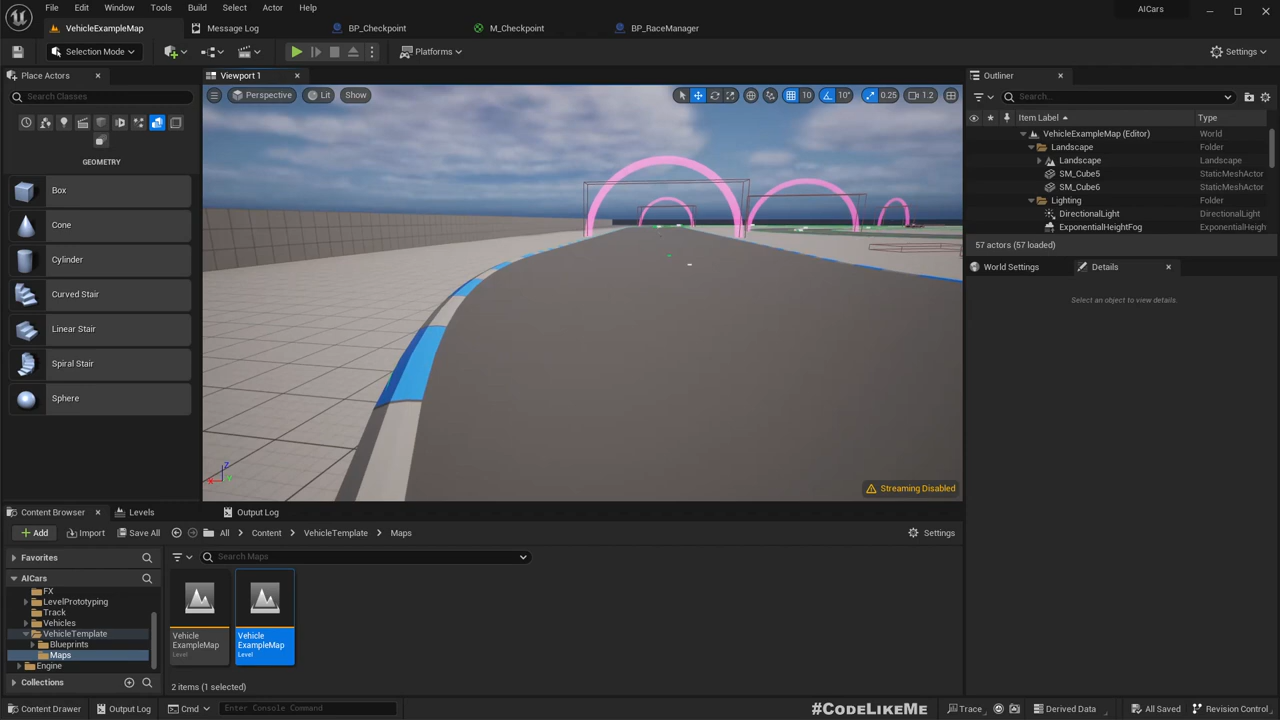 File Edit Window Tools Build Select Actor Help
AICars
VehicleExampleMap Message Log BP_Checkpoint M_Checkpoint BP_RaceManager
Selection Mode Platforms Settings
Place Actors Viewport 1 Outliner
Search Classes Perspective Lit Show 10 10° 0.25 1.2 Search...
Item Label Type
VehicleExampleMap (Editor) World
Landscape Folder
Landscape Landscape
SM_Cube5 StaticMeshActor
SM_Cube6 StaticMeshActor
Lighting Folder
DirectionalLight DirectionalLight
ExponentialHeightFog ExponentialHeigh
57 actors (57 loaded)
World Settings Details
Select an object to view details.
GEOMETRY
Box
Cone
Cylinder
Curved Stair
Linear Stair
Spiral Stair
Sphere
Z
X Y
Streaming Disabled
Content Browser Levels Output Log
Add Import Save All All Content VehicleTemplate Maps Settings
Favorites Search Maps
AICars
FX
LevelPrototyping
Track
Vehicles
VehicleTemplate
Blueprints
Maps
Engine
Collections
Vehicle
ExampleMap
Level
Vehicle
ExampleMap
Level
2 items (1 selected)
#CodeLikeMe
Content Drawer Output Log Cmd Enter Console Command Trace Derived Data All Saved Revision Control